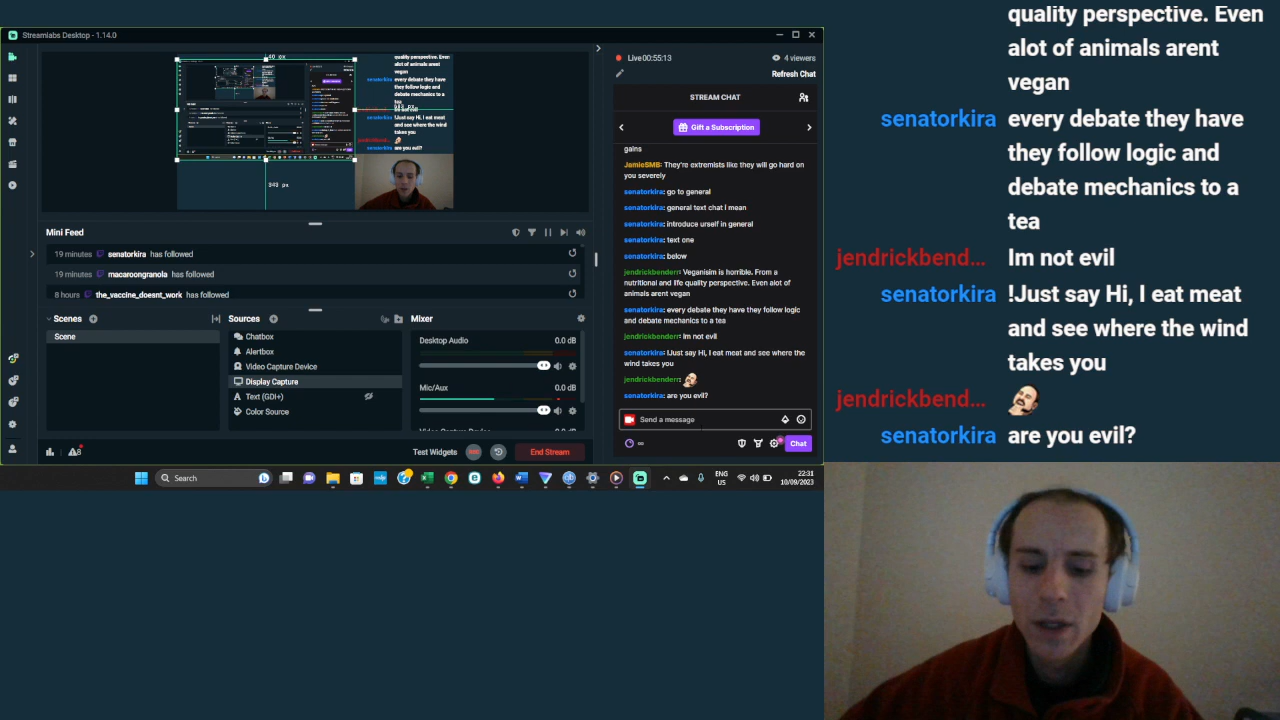 Streamlabs Desktop - 1.14.0
Live 00:55:13
4 viewers
Refresh Chat
STREAM CHAT
Gift a Subscription
gains
JamieSMB: They're extremists like they will go hard on
you severely
senatorkira: go to general
senatorkira: general text chat I mean
senatorkira: introduce urself in general
senatorkira: text one
senatorkira: below
jendrickbenderr: Veganisim is horrible. From a
nutritional and life quality perspective. Even alot of
animals arent vegan
senatorkira: every debate they have they follow logic
and debate mechanics to a tea
jendrickbenderr: Im not evil
senatorkira: !Just say Hi, I eat meat and see where the
wind takes you
jendrickbenderr:
senatorkira: are you evil?
Send a message
Chat
343 px
Mini Feed
19 minutes senatorkira has followed
19 minutes macaroongranola has followed
8 hours the_vaccine_doesnt_work has followed
Scenes
Scene
Sources
Chatbox
Alertbox
Video Capture Device
Display Capture
Text (GDI+)
Color Source
Mixer
Desktop Audio 0.0 dB
Mic/Aux 0.0 dB
Test Widgets
REC
End Stream
Search
ENG
US
22:31
10/09/2023
quality perspective. Even
alot of animals arent
vegan
senatorkira every debate they have
they follow logic and
debate mechanics to a
tea
jendrickbend... Im not evil
senatorkira !Just say Hi, I eat meat
and see where the wind
takes you
jendrickbend...
senatorkira are you evil?